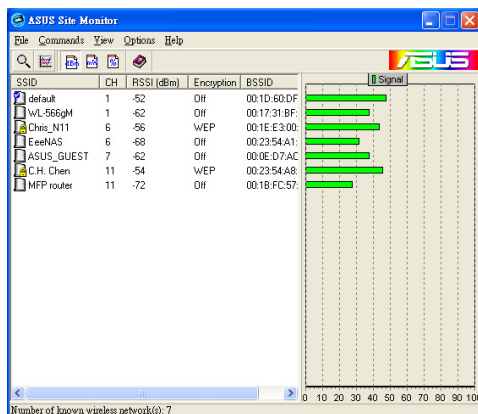 ASUS Site Monitor
File Commands View Options Help
ASUS
SSID CH RSSI (dBm) Encryption BSSID
Signal
default 1 -52 Off 00:1D:60:DF
WL-566gM 1 -62 Off 00:17:31:BF:
Chris_N11 6 -56 WEP 00:1E:E3:00:
EeeNAS 6 -68 Off 00:23:54:A1:
ASUS_GUEST 7 -62 Off 00:0E:D7:AC
C.H. Chen 11 -54 WEP 00:23:54:A8:
MFP router 11 -72 Off 00:1B:FC:57:
0 10 20 30 40 50 60 70 80 90 100
Number of known wireless network(s): 7